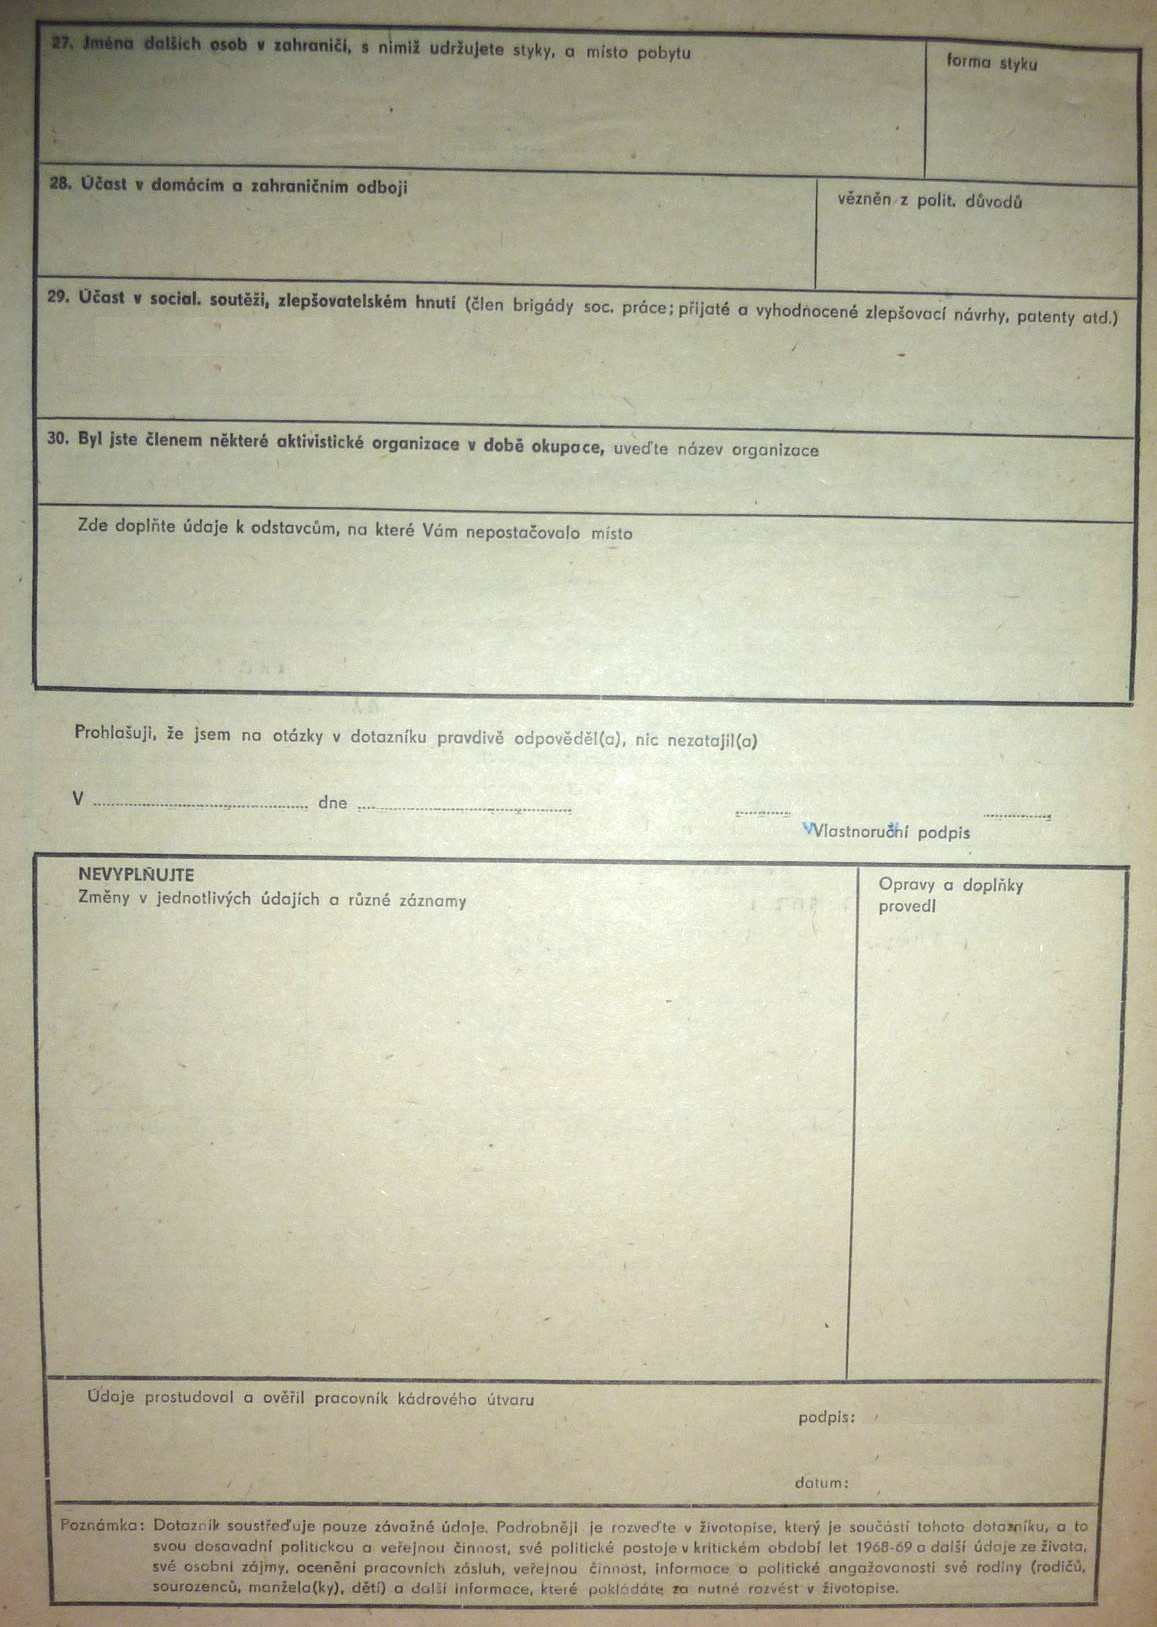 27. Jména dalších osob v zahraničí, s nimiž udržujete styky, a místo pobytu
forma styku
28. Účast v domácím a zahraničním odboji
vězněn z polit. důvodů
29. Účast v social. soutěži, zlepšovatelském hnutí (člen brigády soc. práce; přijaté a vyhodnocené zlepšovací návrhy, patenty atd.)
30. Byl jste členem některé aktivistické organizace v době okupace, uveďte název organizace
Zde doplňte údaje k odstavcům, na které Vám nepostačovalo místo
Prohlašuji, že jsem na otázky v dotazníku pravdivě odpověděl(a), nic nezatajil(a)
V ........................................ dne ........................................
Vlastnoruční podpis
NEVYPLŇUJTE
Změny v jednotlivých údajích a různé záznamy
Opravy a doplňky
provedl
Údaje prostudoval a ověřil pracovník kádrového útvaru
podpis:
datum:
Poznámka: Dotazník soustřeďuje pouze závažné údaje. Podrobněji je rozveďte v životopise, který je součástí tohoto dotazníku, a to
svou dosavadní politickou a veřejnou činnost, své politické postoje v kritickém období let 1968-69 a další údaje ze života,
své osobní zájmy, ocenění pracovních zásluh, veřejnou činnost, informace o politické angažovanosti své rodiny (rodičů,
sourozenců, manžela(ky), dětí) a další informace, které pokládáte za nutné rozvést v životopise.